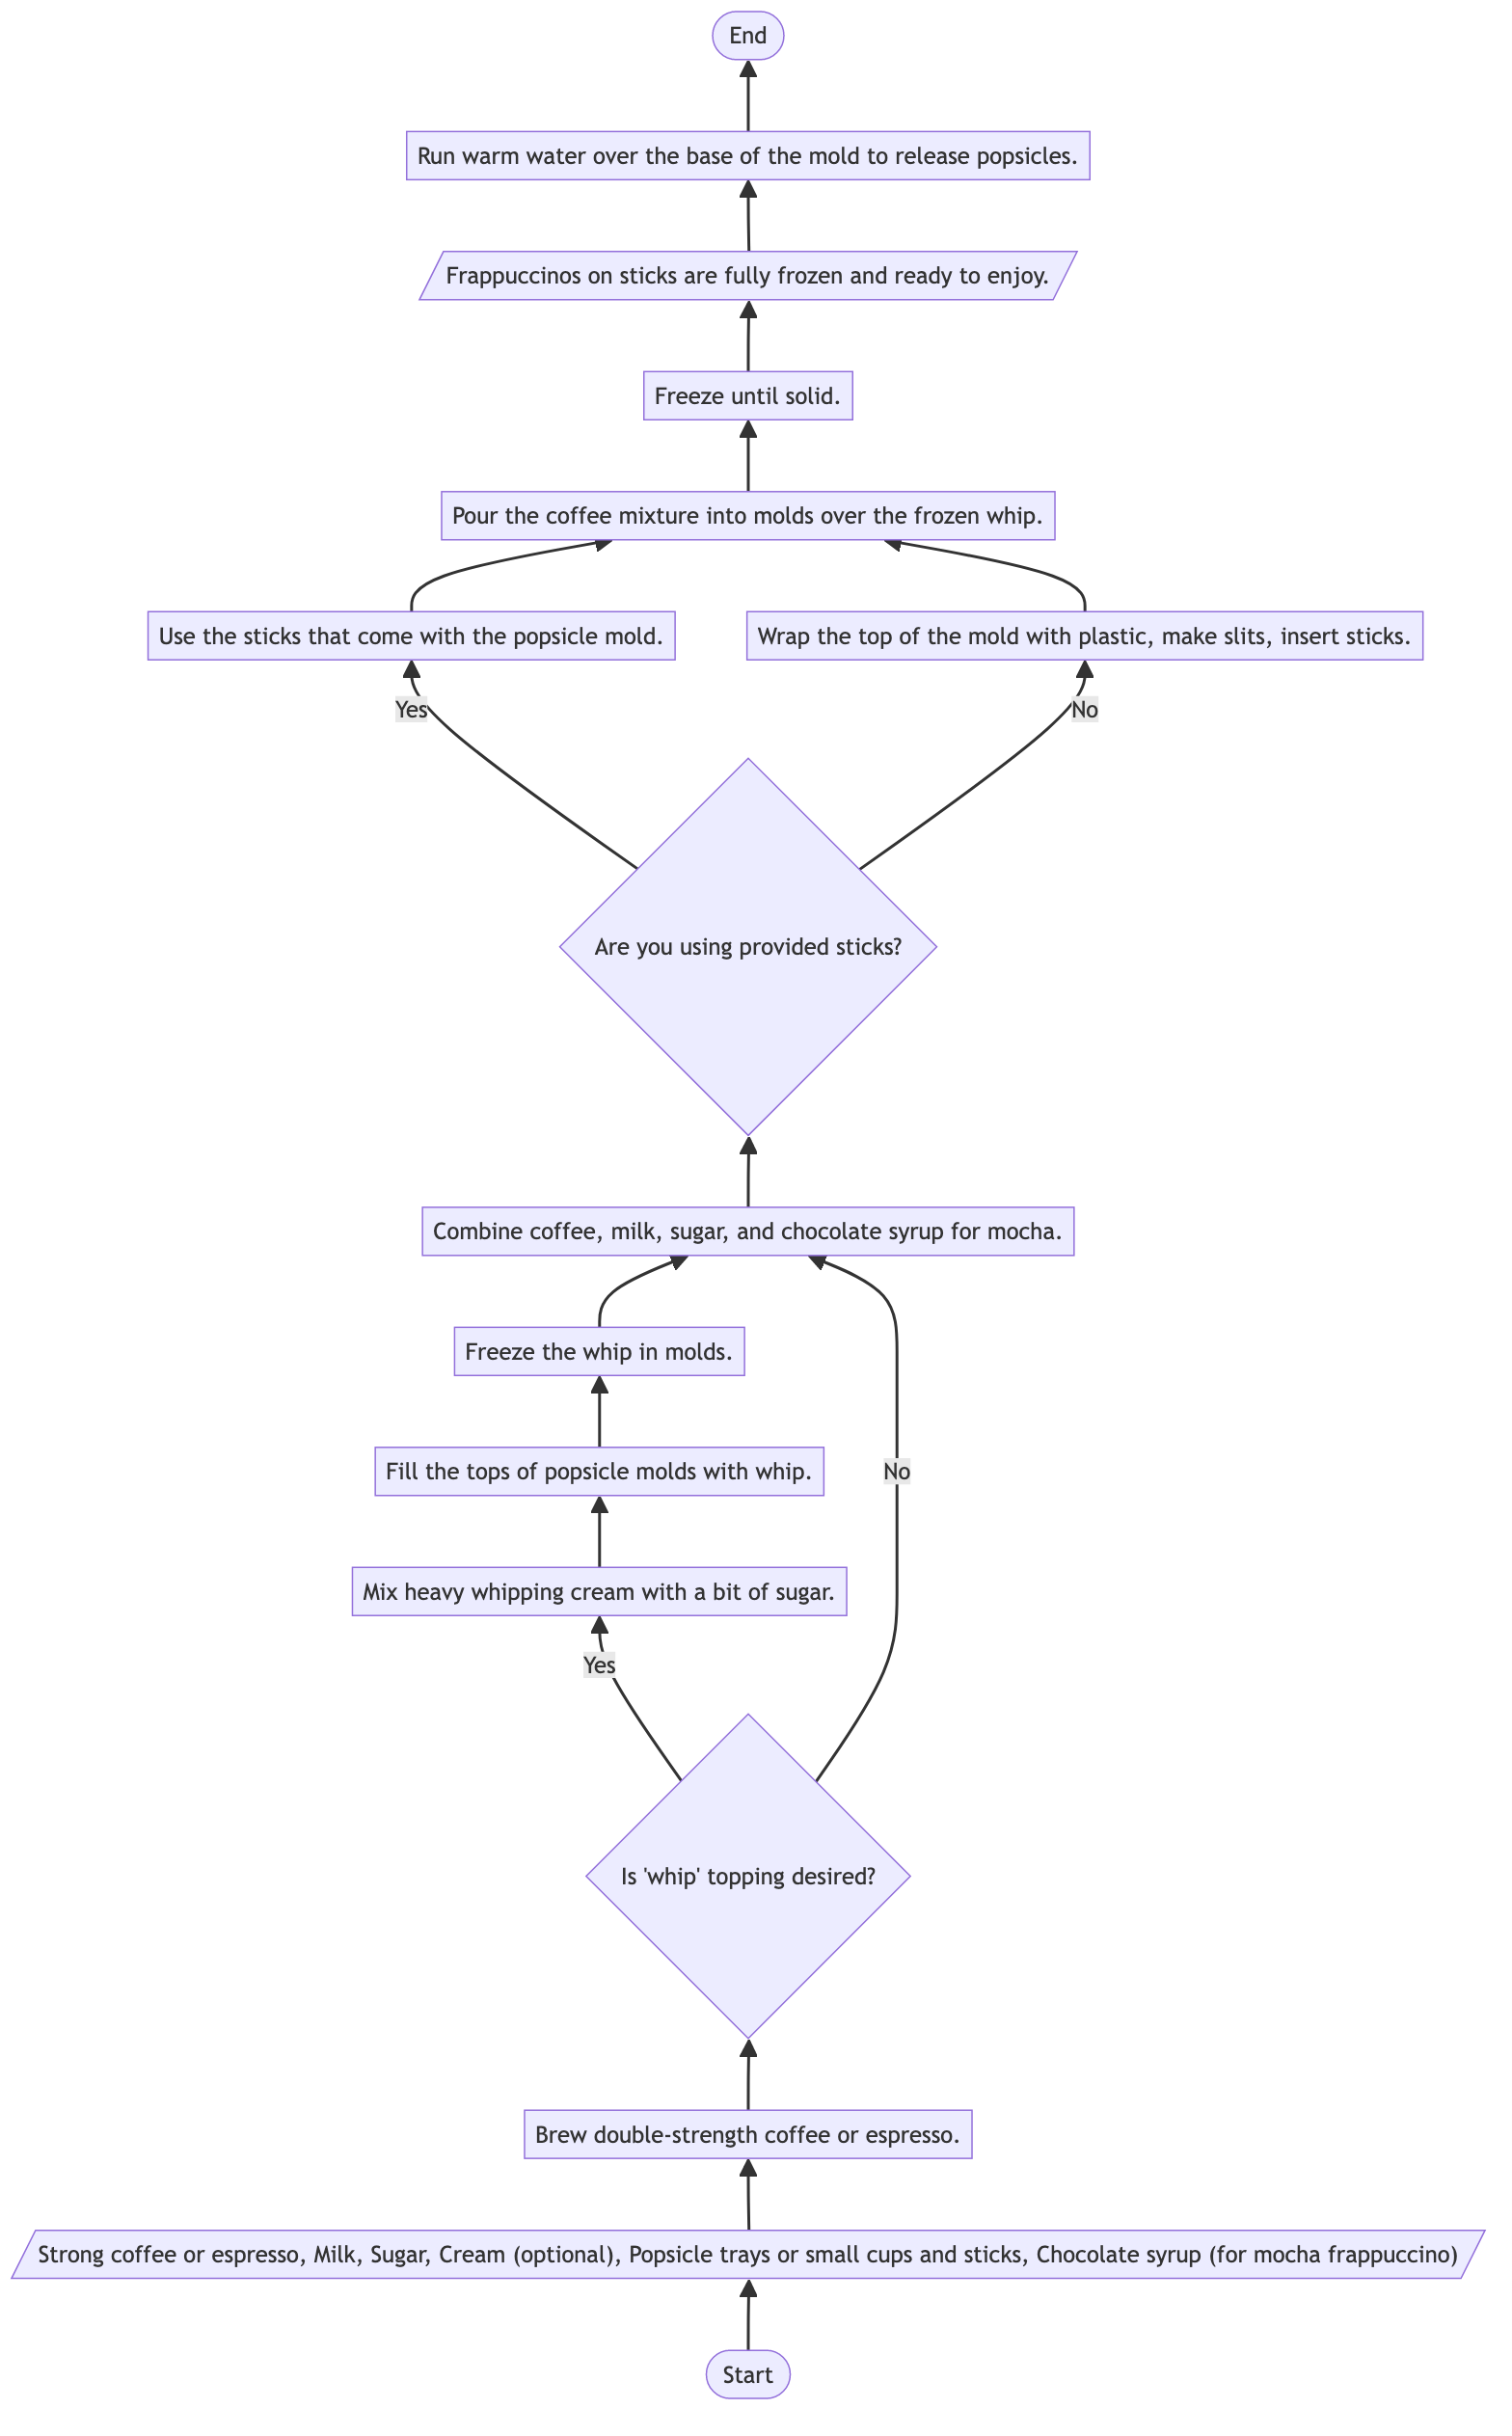 End
Run warm water over the base of the mold to release popsicles.
Frappuccinos on sticks are fully frozen and ready to enjoy.
Freeze until solid.
Pour the coffee mixture into molds over the frozen whip.
Use the sticks that come with the popsicle mold.
Wrap the top of the mold with plastic, make slits, insert sticks.
Yes
No
Are you using provided sticks?
Combine coffee, milk, sugar, and chocolate syrup for mocha.
Freeze the whip in molds.
Fill the tops of popsicle molds with whip.
No
Mix heavy whipping cream with a bit of sugar.
Yes
Is 'whip' topping desired?
Brew double-strength coffee or espresso.
Strong coffee or espresso, Milk, Sugar, Cream (optional), Popsicle trays or small cups and sticks, Chocolate syrup (for mocha frappuccino)
Start